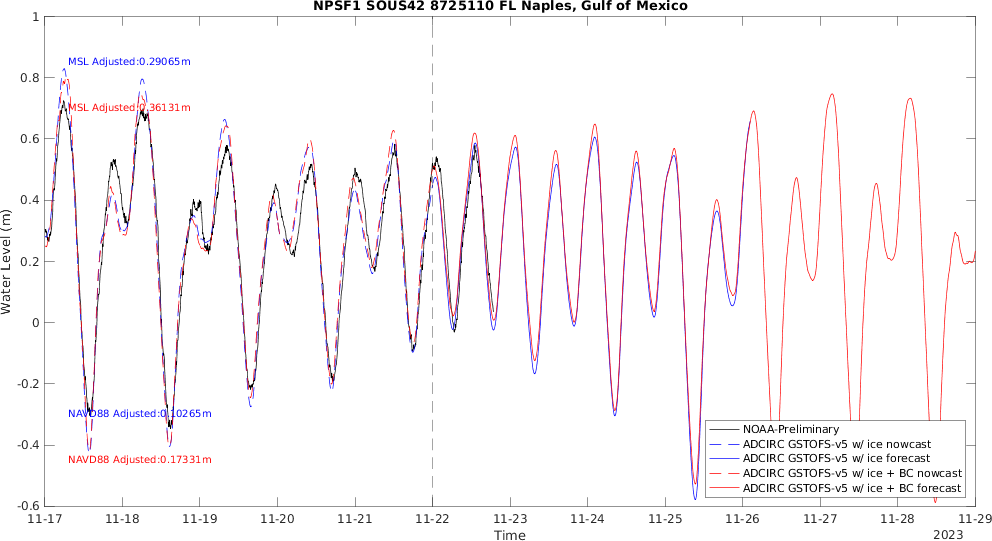 NPSF1 SOUS42 8725110 FL Naples, Gulf of Mexico
1
0.8
0.6
0.4
0.2
0
-0.2
-0.4
-0.6
Water Level (m)
MSL Adjusted:0.29065m
MSL Adjusted:0.36131m
NAVD88 Adjusted:0.10265m
NAVD88 Adjusted:0.17331m
NOAA-Preliminary
ADCIRC GSTOFS-v5 w/ ice nowcast
ADCIRC GSTOFS-v5 w/ ice forecast
ADCIRC GSTOFS-v5 w/ ice + BC nowcast
ADCIRC GSTOFS-v5 w/ ice + BC forecast
11-17 11-18 11-19 11-20 11-21 11-22 11-23 11-24 11-25 11-26 11-27 11-28 11-29
Time
2023